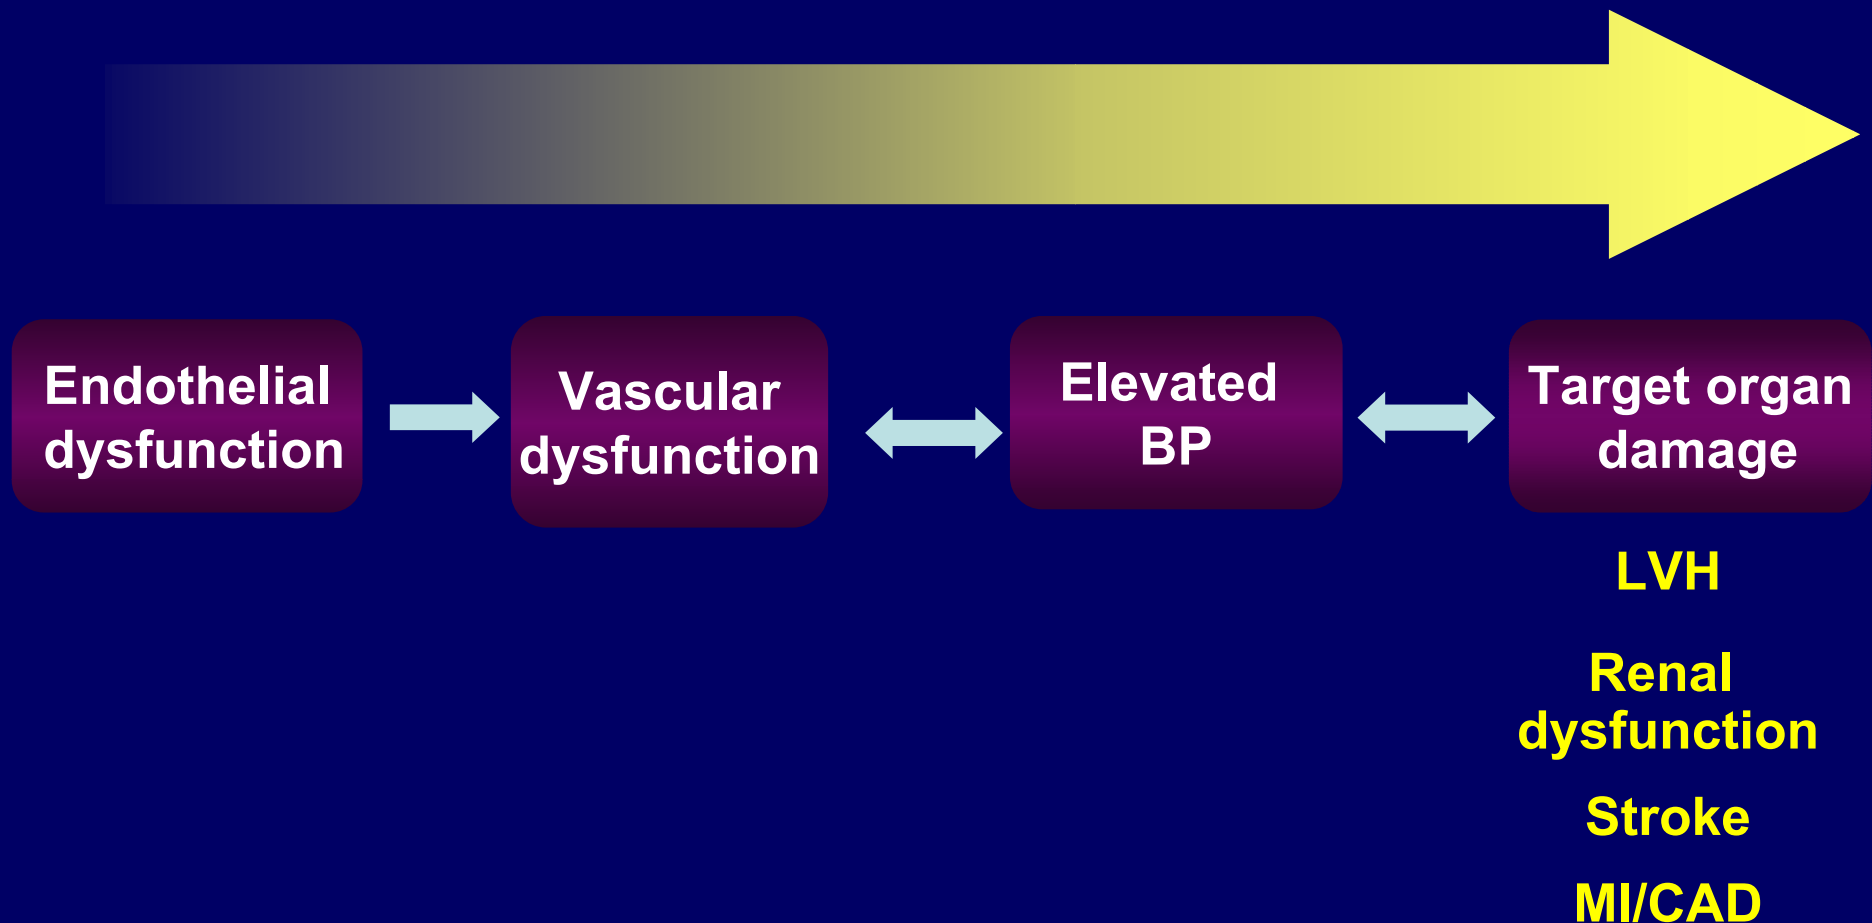 Endothelial
dysfunction
Vascular
dysfunction
Elevated
BP
Target organ
damage
LVH
Renal
dysfunction
Stroke
MI/CAD